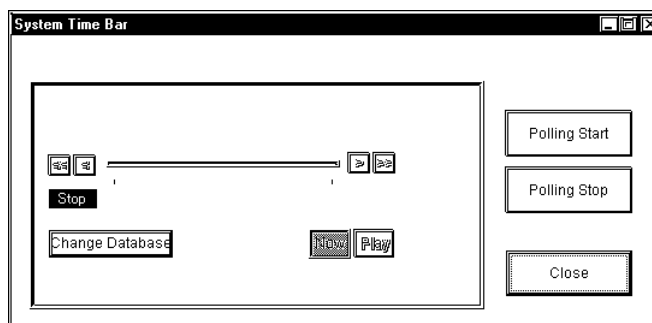 System Time Bar
Polling Start
<< < > >>
Polling Stop
Stop
Change Database
Now Play
Close